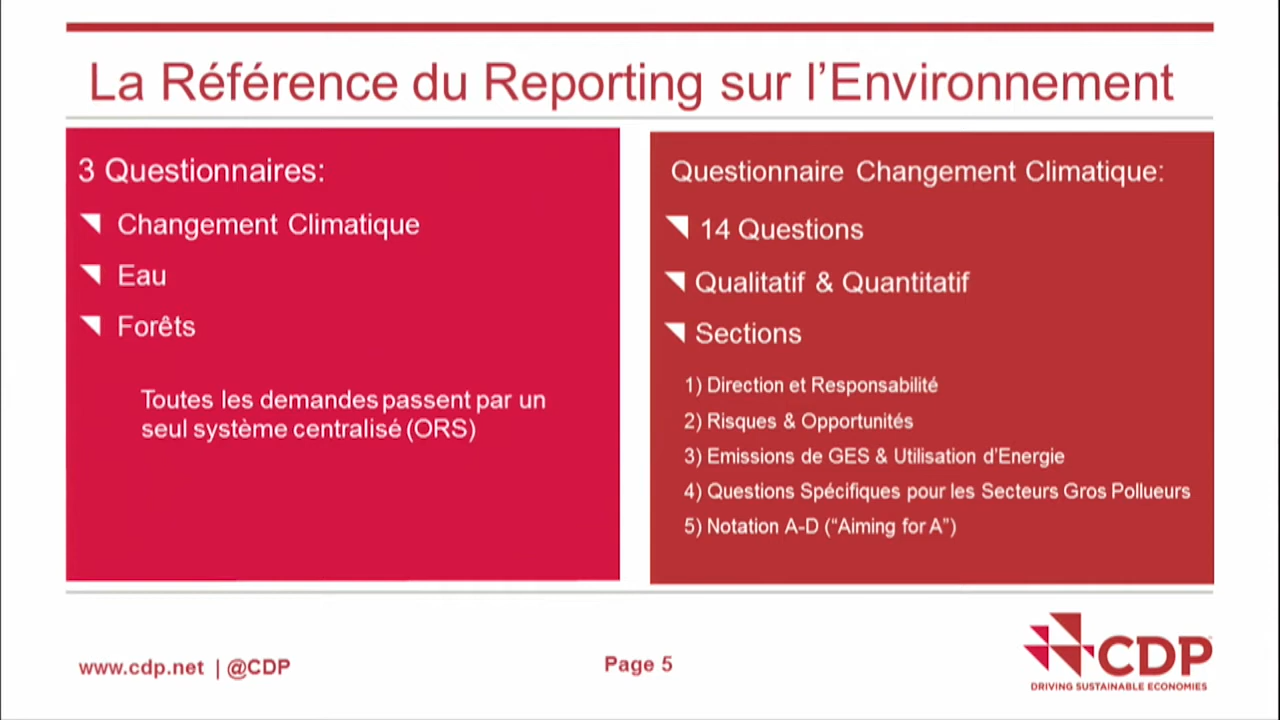 La Référence du Reporting sur l’Environnement
3 Questionnaires:
Changement Climatique
Eau
Forêts
Toutes les demandes passent par un
seul système centralisé (ORS)
Questionnaire Changement Climatique:
14 Questions
Qualitatif & Quantitatif
Sections
1) Direction et Responsabilité
2) Risques & Opportunités
3) Emissions de GES & Utilisation d’Energie
4) Questions Spécifiques pour les Secteurs Gros Pollueurs
5) Notation A-D (“Aiming for A”)
www.cdp.net | @CDP
Page 5
CDP
DRIVING SUSTAINABLE ECONOMIES